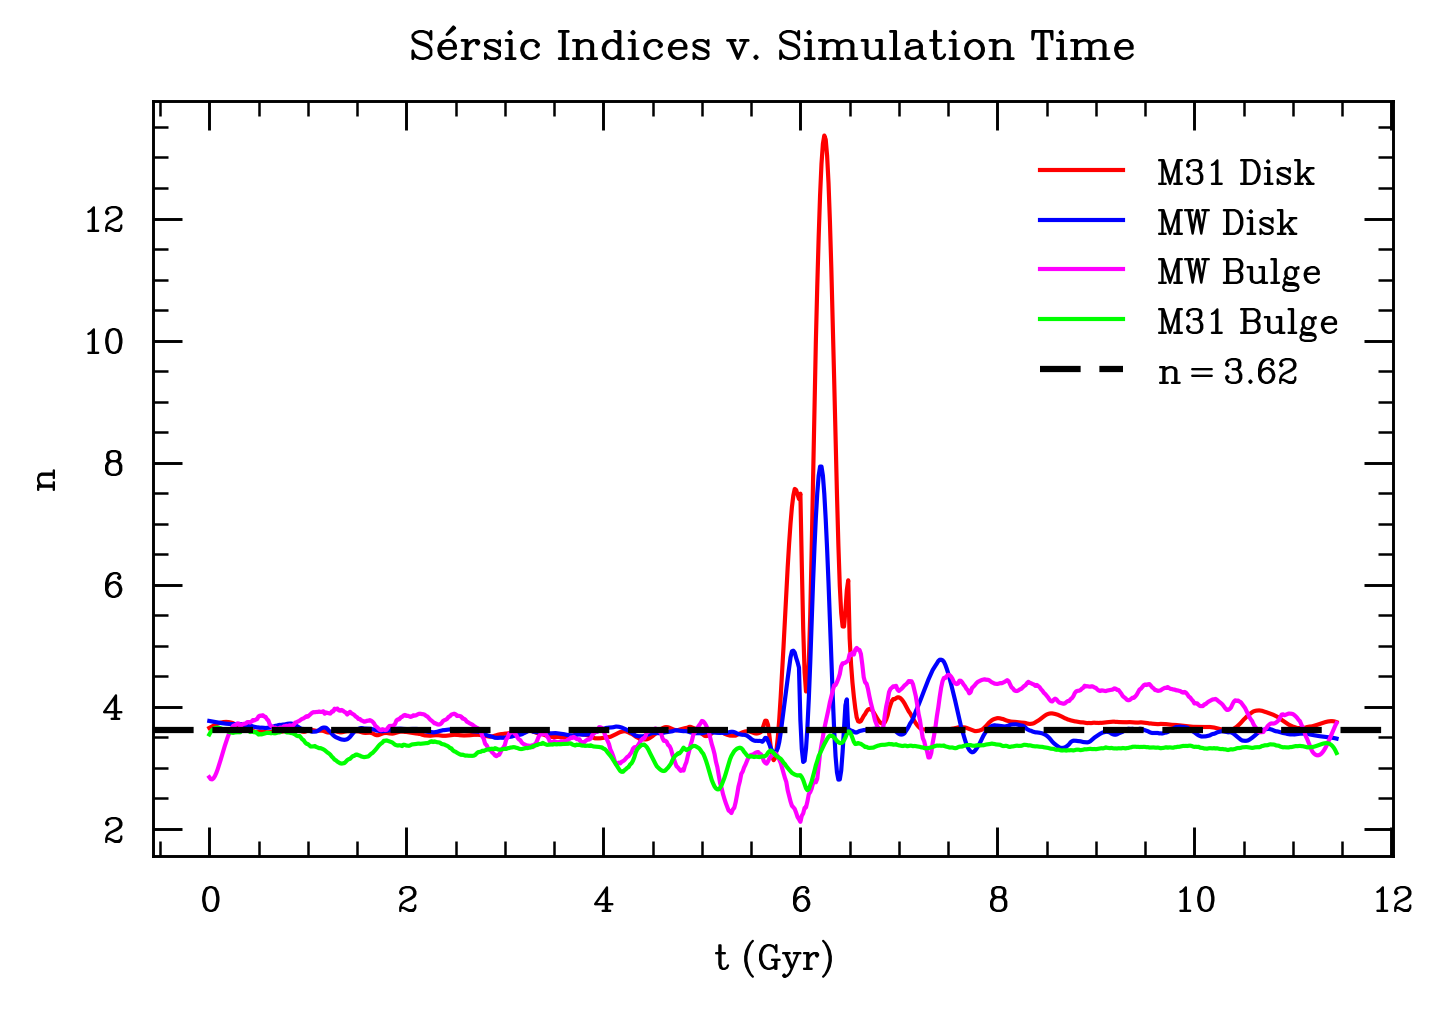 Sérsic Indices v. Simulation Time
M31 Disk
MW Disk
MW Bulge
M31 Bulge
n = 3.62
12
10
8
6
4
2
n
0 2 4 6 8 10 12
t (Gyr)